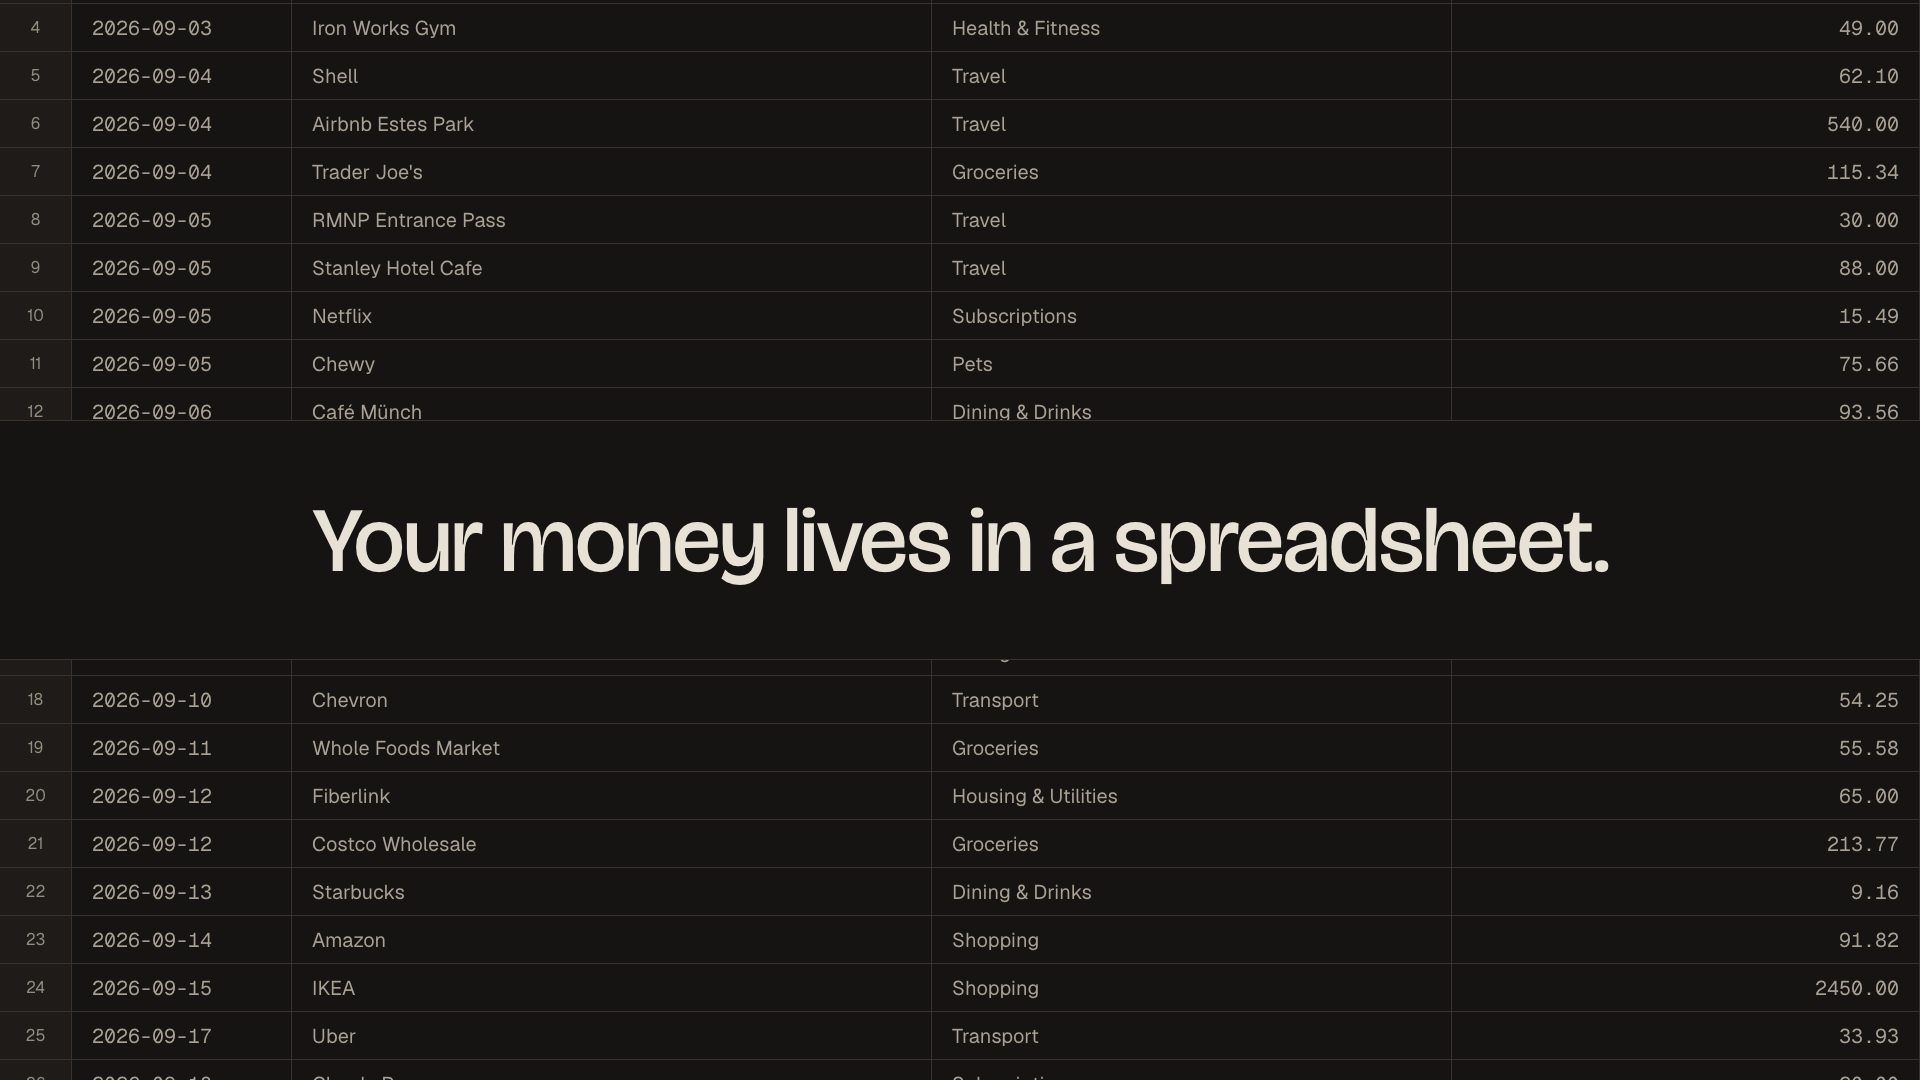 4 2026-09-03 Iron Works Gym Health & Fitness 49.00
5 2026-09-04 Shell Travel 62.10
6 2026-09-04 Airbnb Estes Park Travel 540.00
7 2026-09-04 Trader Joe's Groceries 115.34
8 2026-09-05 RMNP Entrance Pass Travel 30.00
9 2026-09-05 Stanley Hotel Cafe Travel 88.00
10 2026-09-05 Netflix Subscriptions 15.49
11 2026-09-05 Chewy Pets 75.66
12 2026-09-06 Café Münch Dining & Drinks 93.56
Your money lives in a spreadsheet.
18 2026-09-10 Chevron Transport 54.25
19 2026-09-11 Whole Foods Market Groceries 55.58
20 2026-09-12 Fiberlink Housing & Utilities 65.00
21 2026-09-12 Costco Wholesale Groceries 213.77
22 2026-09-13 Starbucks Dining & Drinks 9.16
23 2026-09-14 Amazon Shopping 91.82
24 2026-09-15 IKEA Shopping 2450.00
25 2026-09-17 Uber Transport 33.93